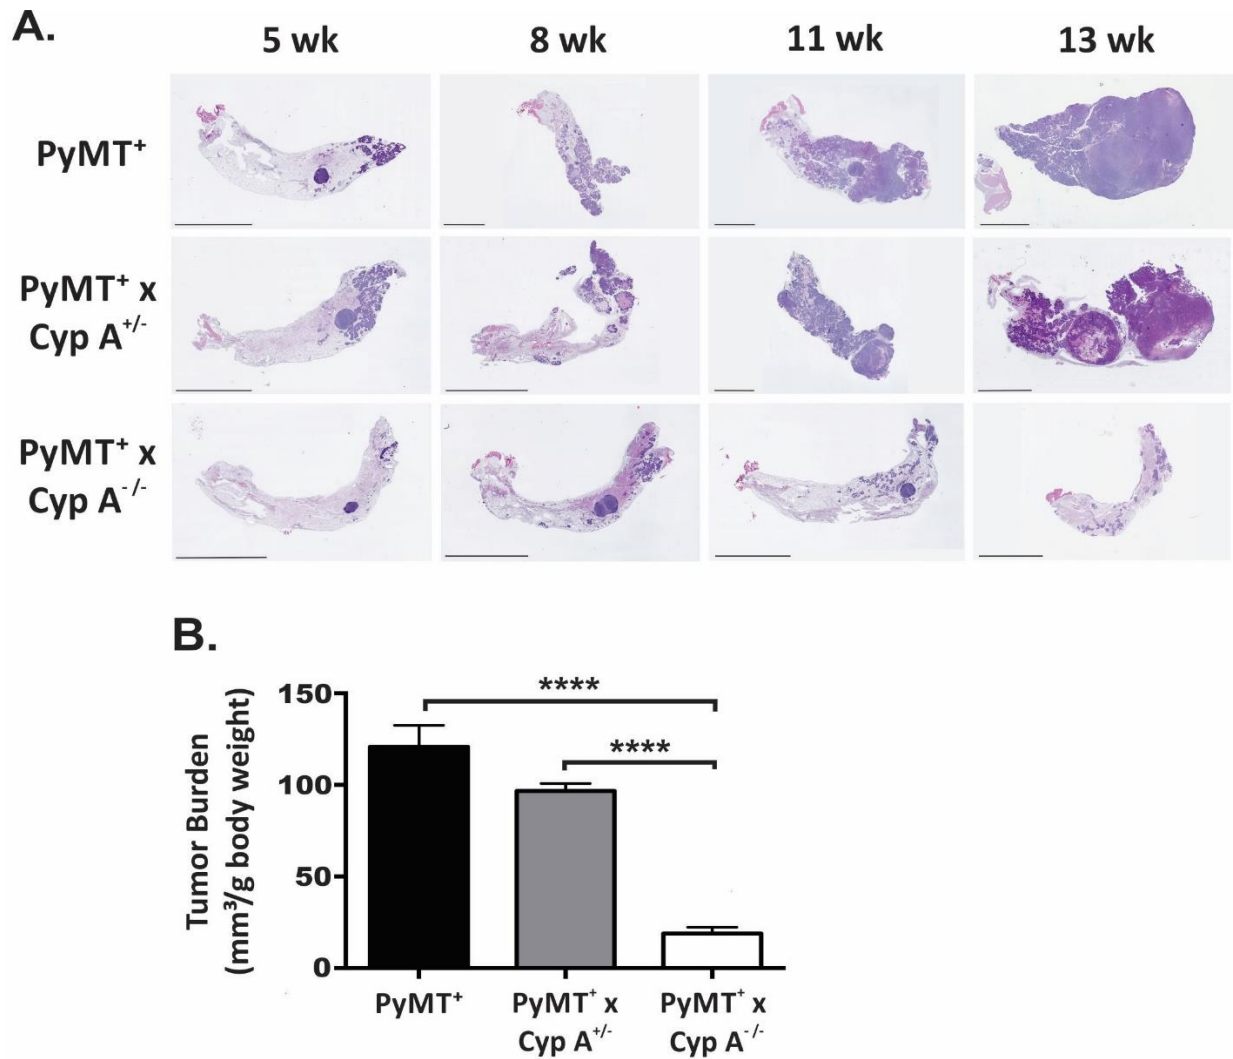 A.
5 wk 8 wk 11 wk 13 wk
PyMT⁺
PyMT⁺ x
Cyp A⁺/⁻
PyMT⁺ x
Cyp A⁻/⁻
B.
Tumor Burden
(mm³/g body weight)
150
100
50
0
****
****
PyMT⁺
PyMT⁺ x
Cyp A⁺/⁻
PyMT⁺ x
Cyp A⁻/⁻